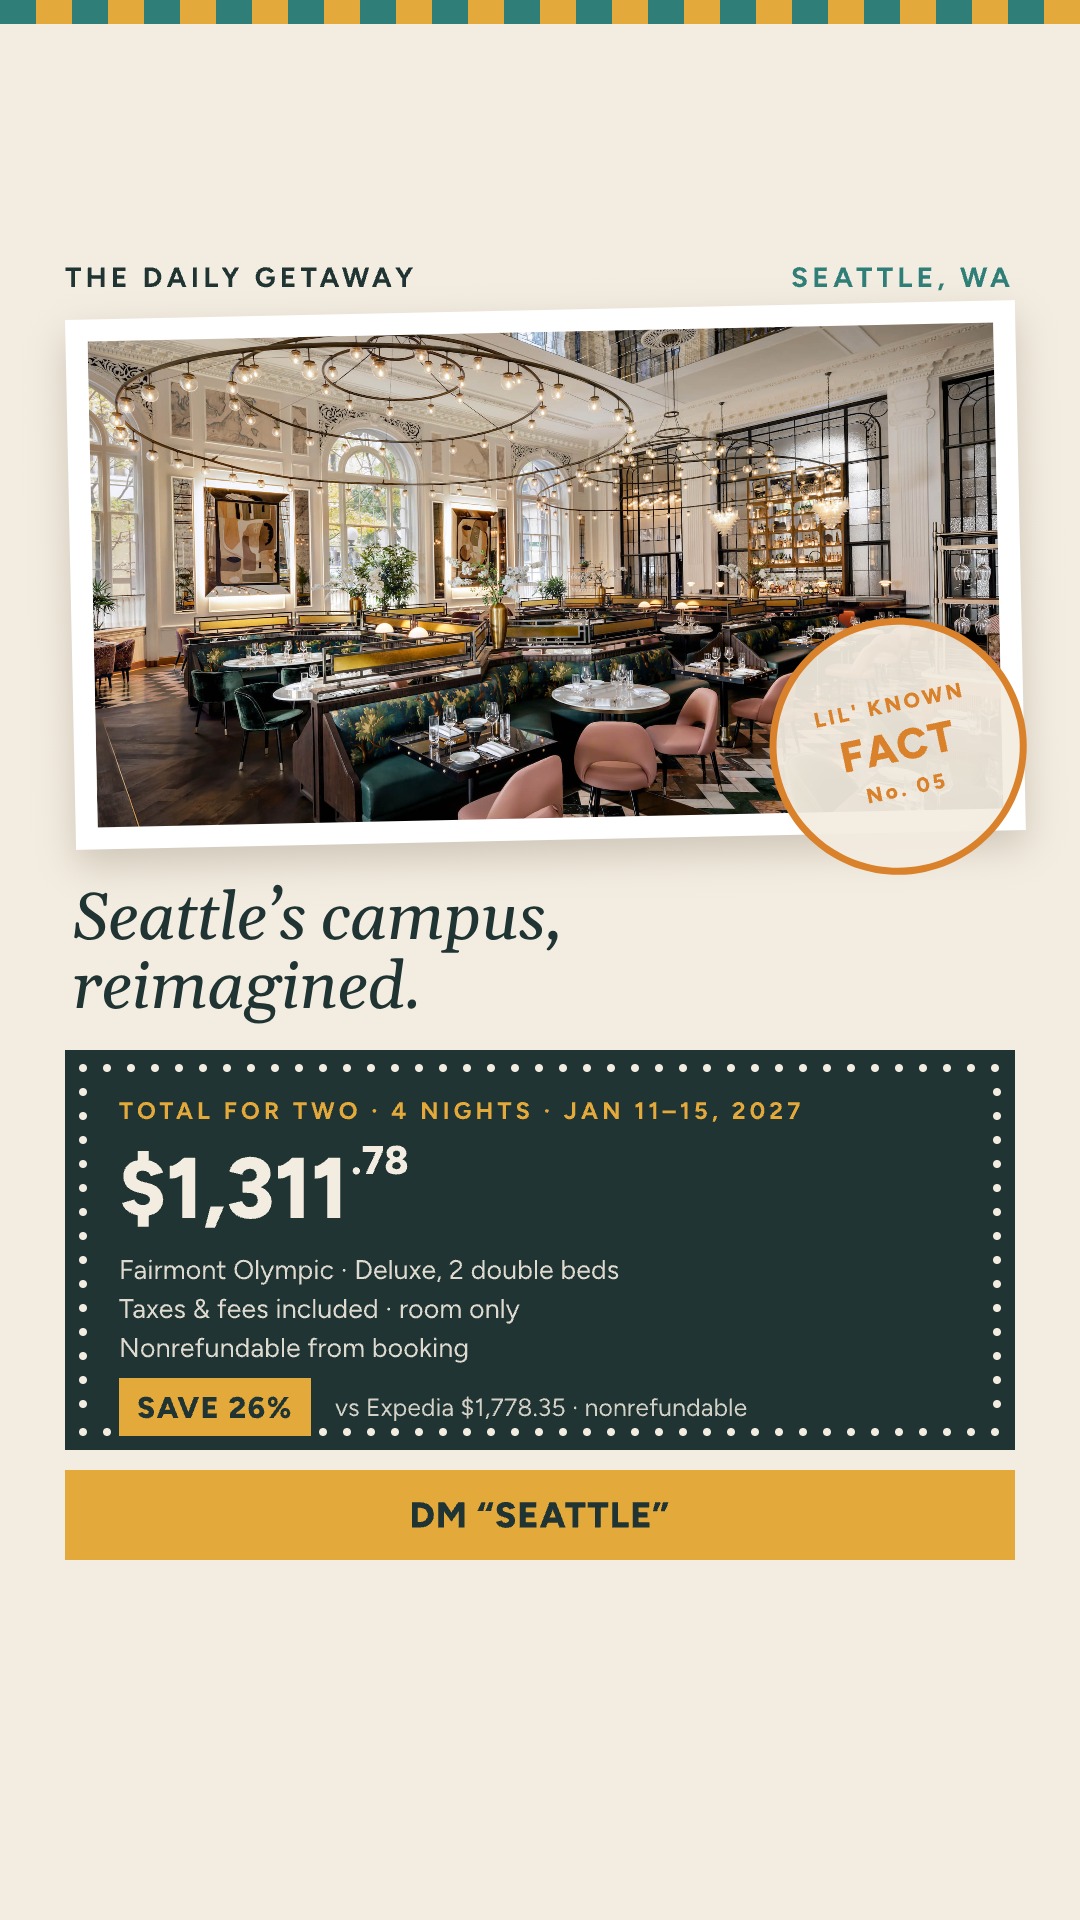 THE DAILY GETAWAY
SEATTLE, WA
LIL' KNOWN
FACT
No. 05
Seattle’s campus,
reimagined.
TOTAL FOR TWO · 4 NIGHTS · JAN 11–15, 2027
$1,311.78
Fairmont Olympic · Deluxe, 2 double beds
Taxes & fees included · room only
Nonrefundable from booking
SAVE 26%
vs Expedia $1,778.35 · nonrefundable
DM “SEATTLE”